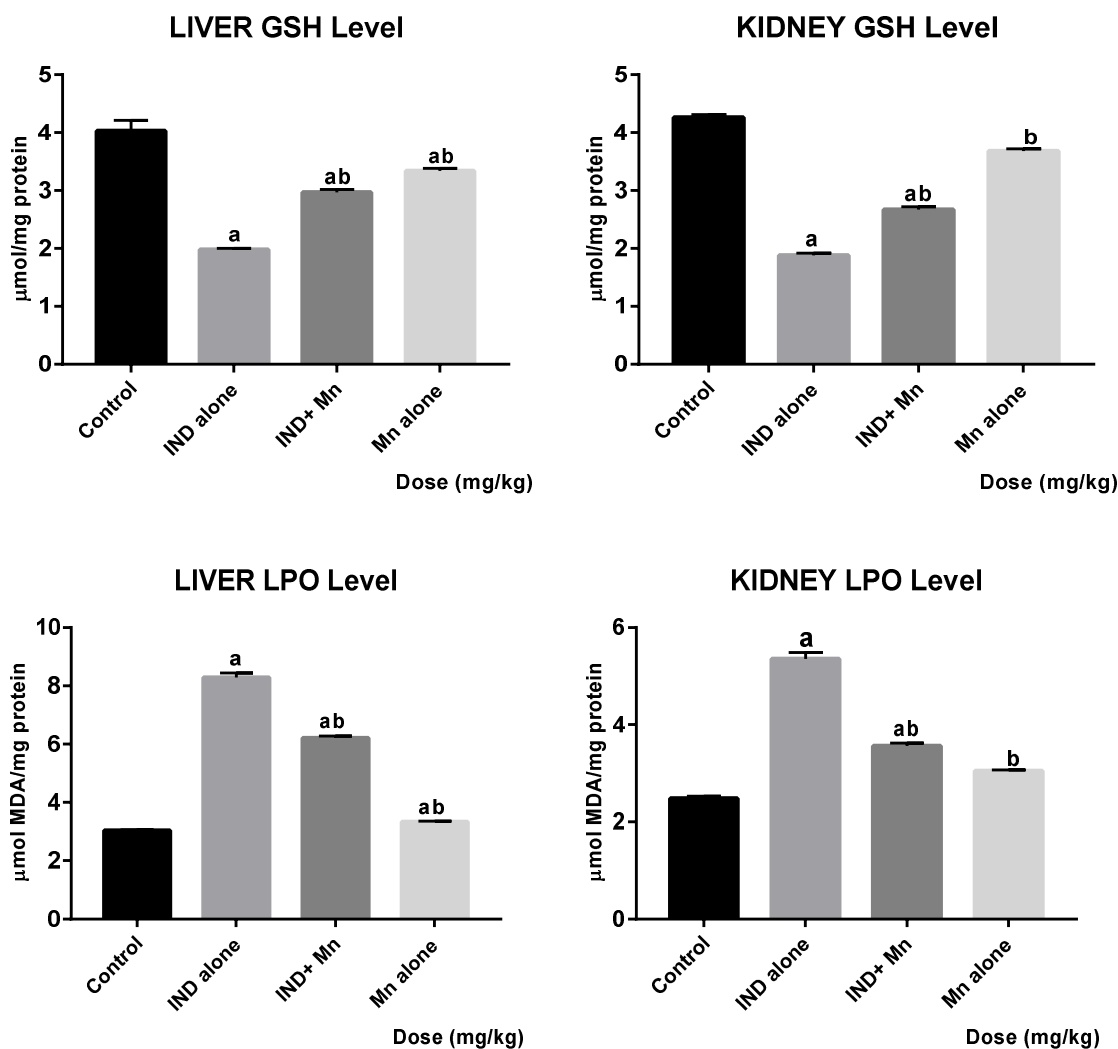 LIVER GSH Level
μmol/mg protein
5
4
3
2
1
0
a
ab
ab
Control
IND alone
IND+ Mn
Mn alone
Dose (mg/kg)
KIDNEY GSH Level
μmol/mg protein
5
4
3
2
1
0
a
ab
b
Control
IND alone
IND+ Mn
Mn alone
Dose (mg/kg)
LIVER LPO Level
μmol MDA/mg protein
10
8
6
4
2
0
a
ab
ab
Control
IND alone
IND+ Mn
Mn alone
Dose (mg/kg)
KIDNEY LPO Level
μmol MDA/mg protein
6
4
2
0
a
ab
b
Control
IND alone
IND+ Mn
Mn alone
Dose (mg/kg)